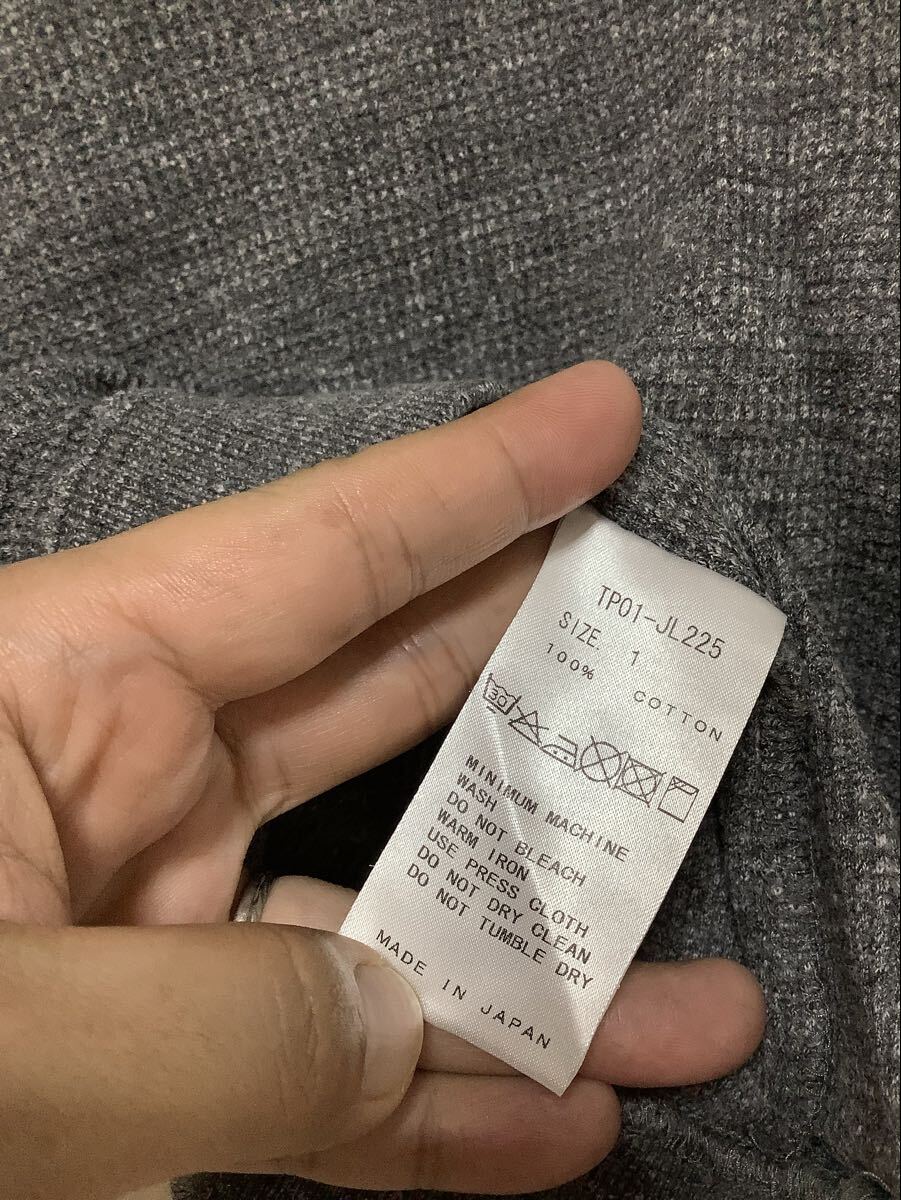 TP01-JL225
SIZE. 1
100% COTTON
30
MINIMUM MACHINE
WASH
DO NOT BLEACH
WARM IRON
USE PRESS CLOTH
DO NOT DRY CLEAN
DO NOT TUMBLE DRY
MADE IN JAPAN